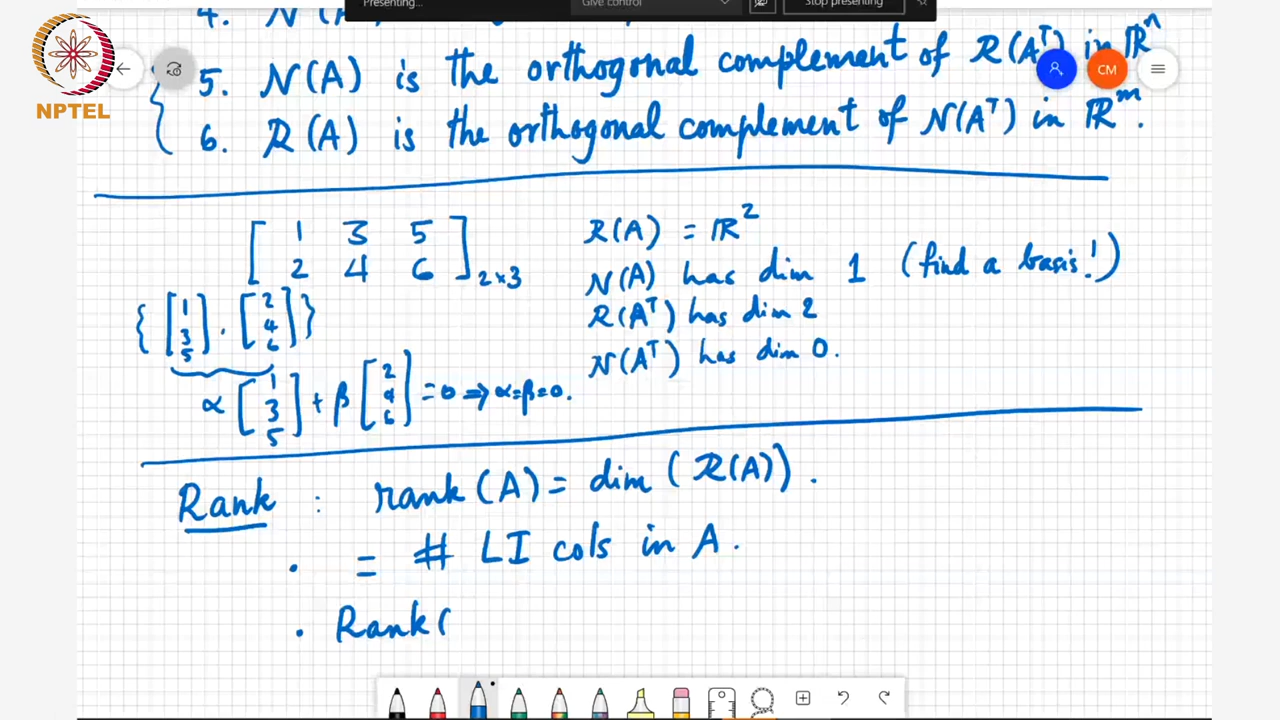 Presenting...
Give control
Stop presenting
4. N(A
5. N(A) is the orthogonal complement of R(Aᵀ) in ℝⁿ
6. R(A) is the orthogonal complement of N(Aᵀ) in ℝᵐ.
NPTEL
CM
[1 3 5
2 4 6]₂ₓ₃
R(A) = ℝ²
N(A) has dim 1 (find a basis!)
R(Aᵀ) has dim 2
N(Aᵀ) has dim 0.
{[1 3 5], [2 4 6]}
α[1 3 5] + β[2 4 6] = 0 ⇒ α=β=0.
Rank : rank(A) = dim (R(A)).
. = # LI cols in A.
. Rank(